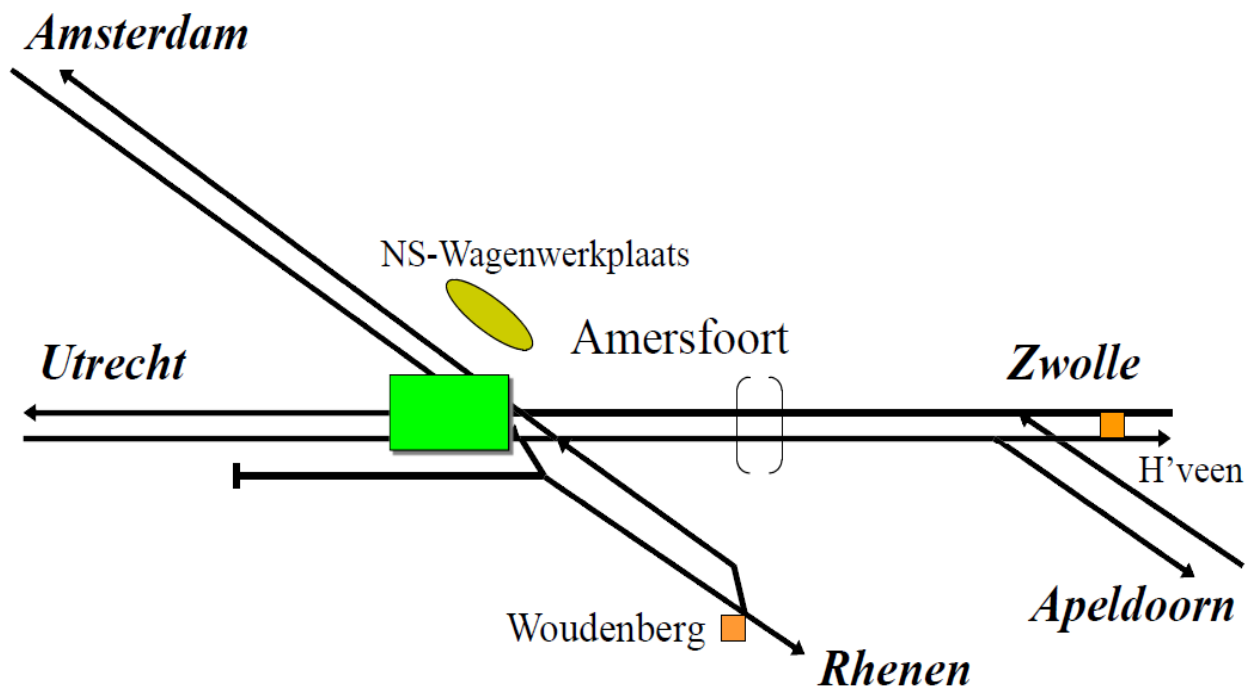 Amsterdam
NS-Wagenwerkplaats
Amersfoort
Utrecht
Zwolle
H'veen
Apeldoorn
Woudenberg
Rhenen